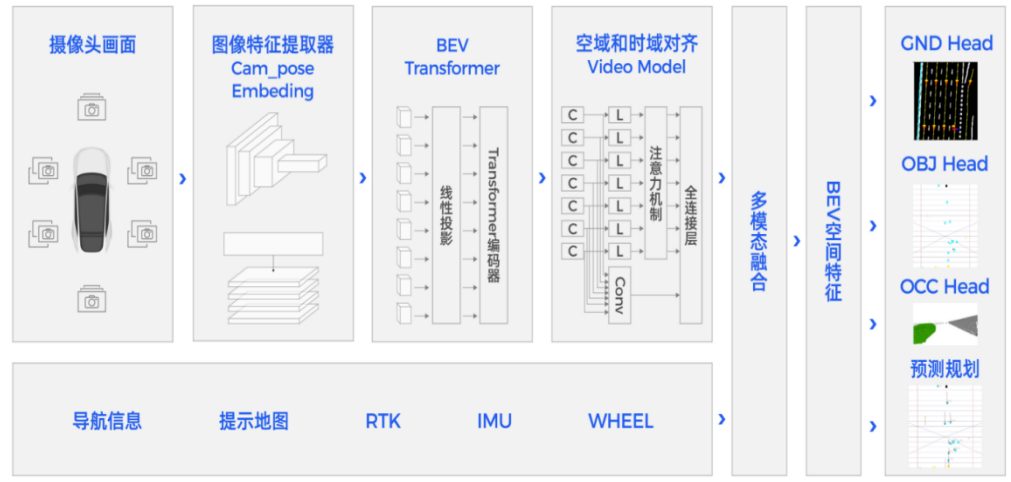 摄像头画面
图像特征提取器
Cam_pose
Embeding
BEV
Transformer
线性投影
Transformer编码器
空域和时域对齐
Video Model
C
C
C
C
C
C
C
L
L
L
L
L
L
L
Conv
注意力机制
全连接层
导航信息
提示地图
RTK
IMU
WHEEL
多模态融合
BEV空间特征
GND Head
OBJ Head
OCC Head
预测规划